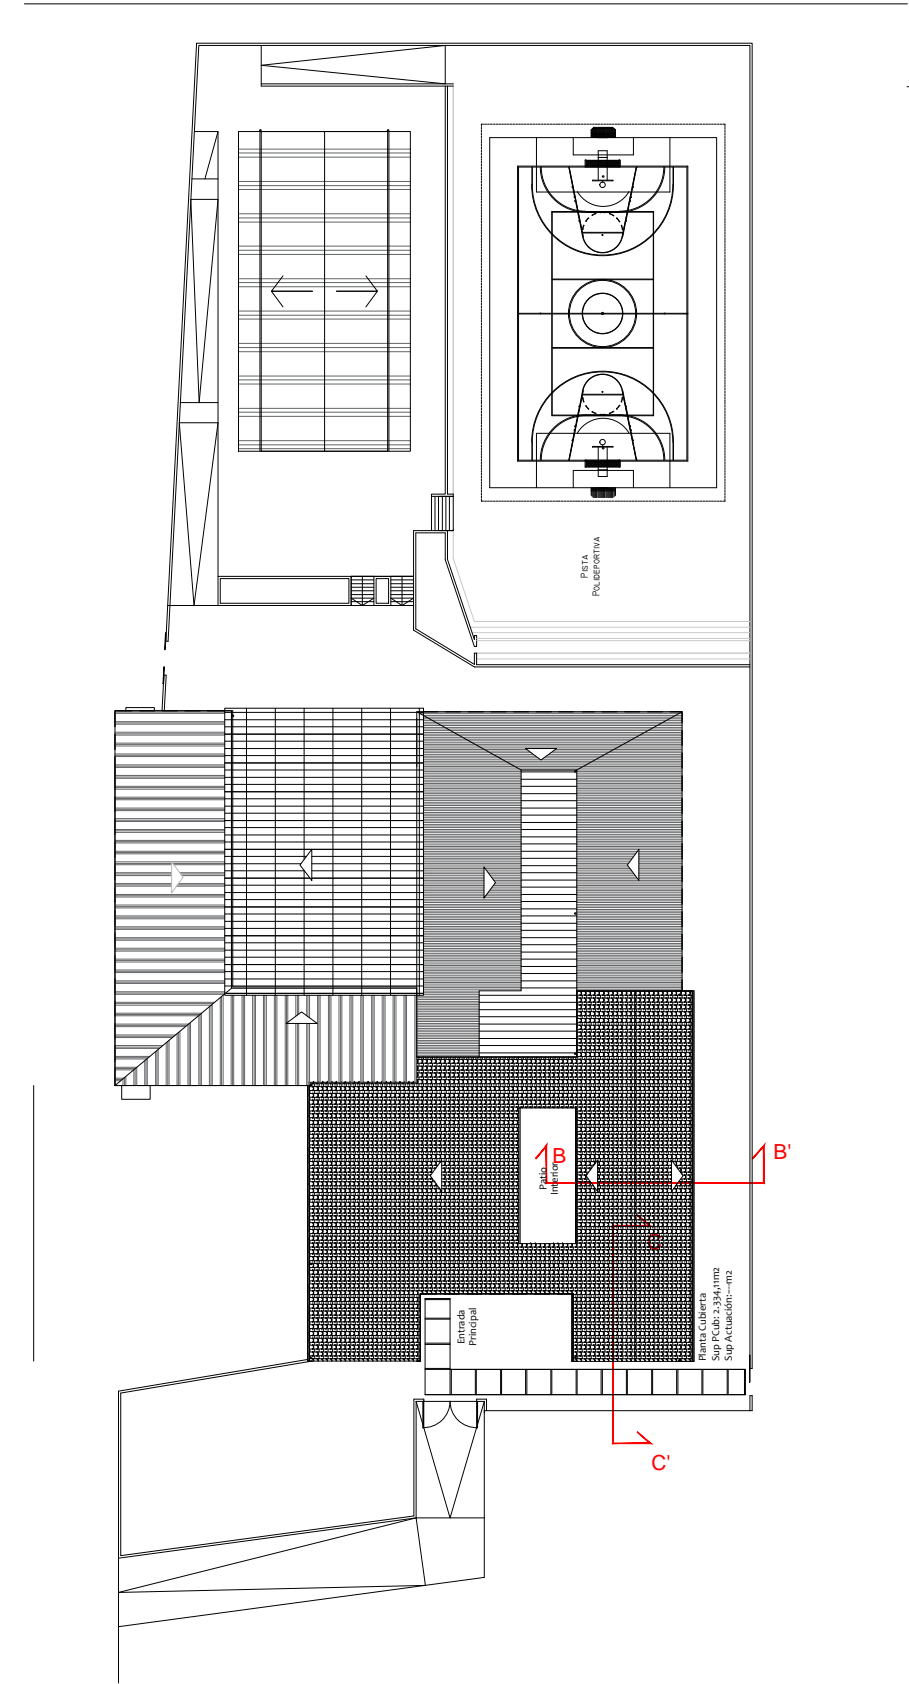 PISTA
POLIDEPORTIVA
B
B'
Patio
Interior
C
Planta Cubierta
Sup PCub: 2.334,11m2
Sup Actuación:---m2
Entrada
Principal
C'